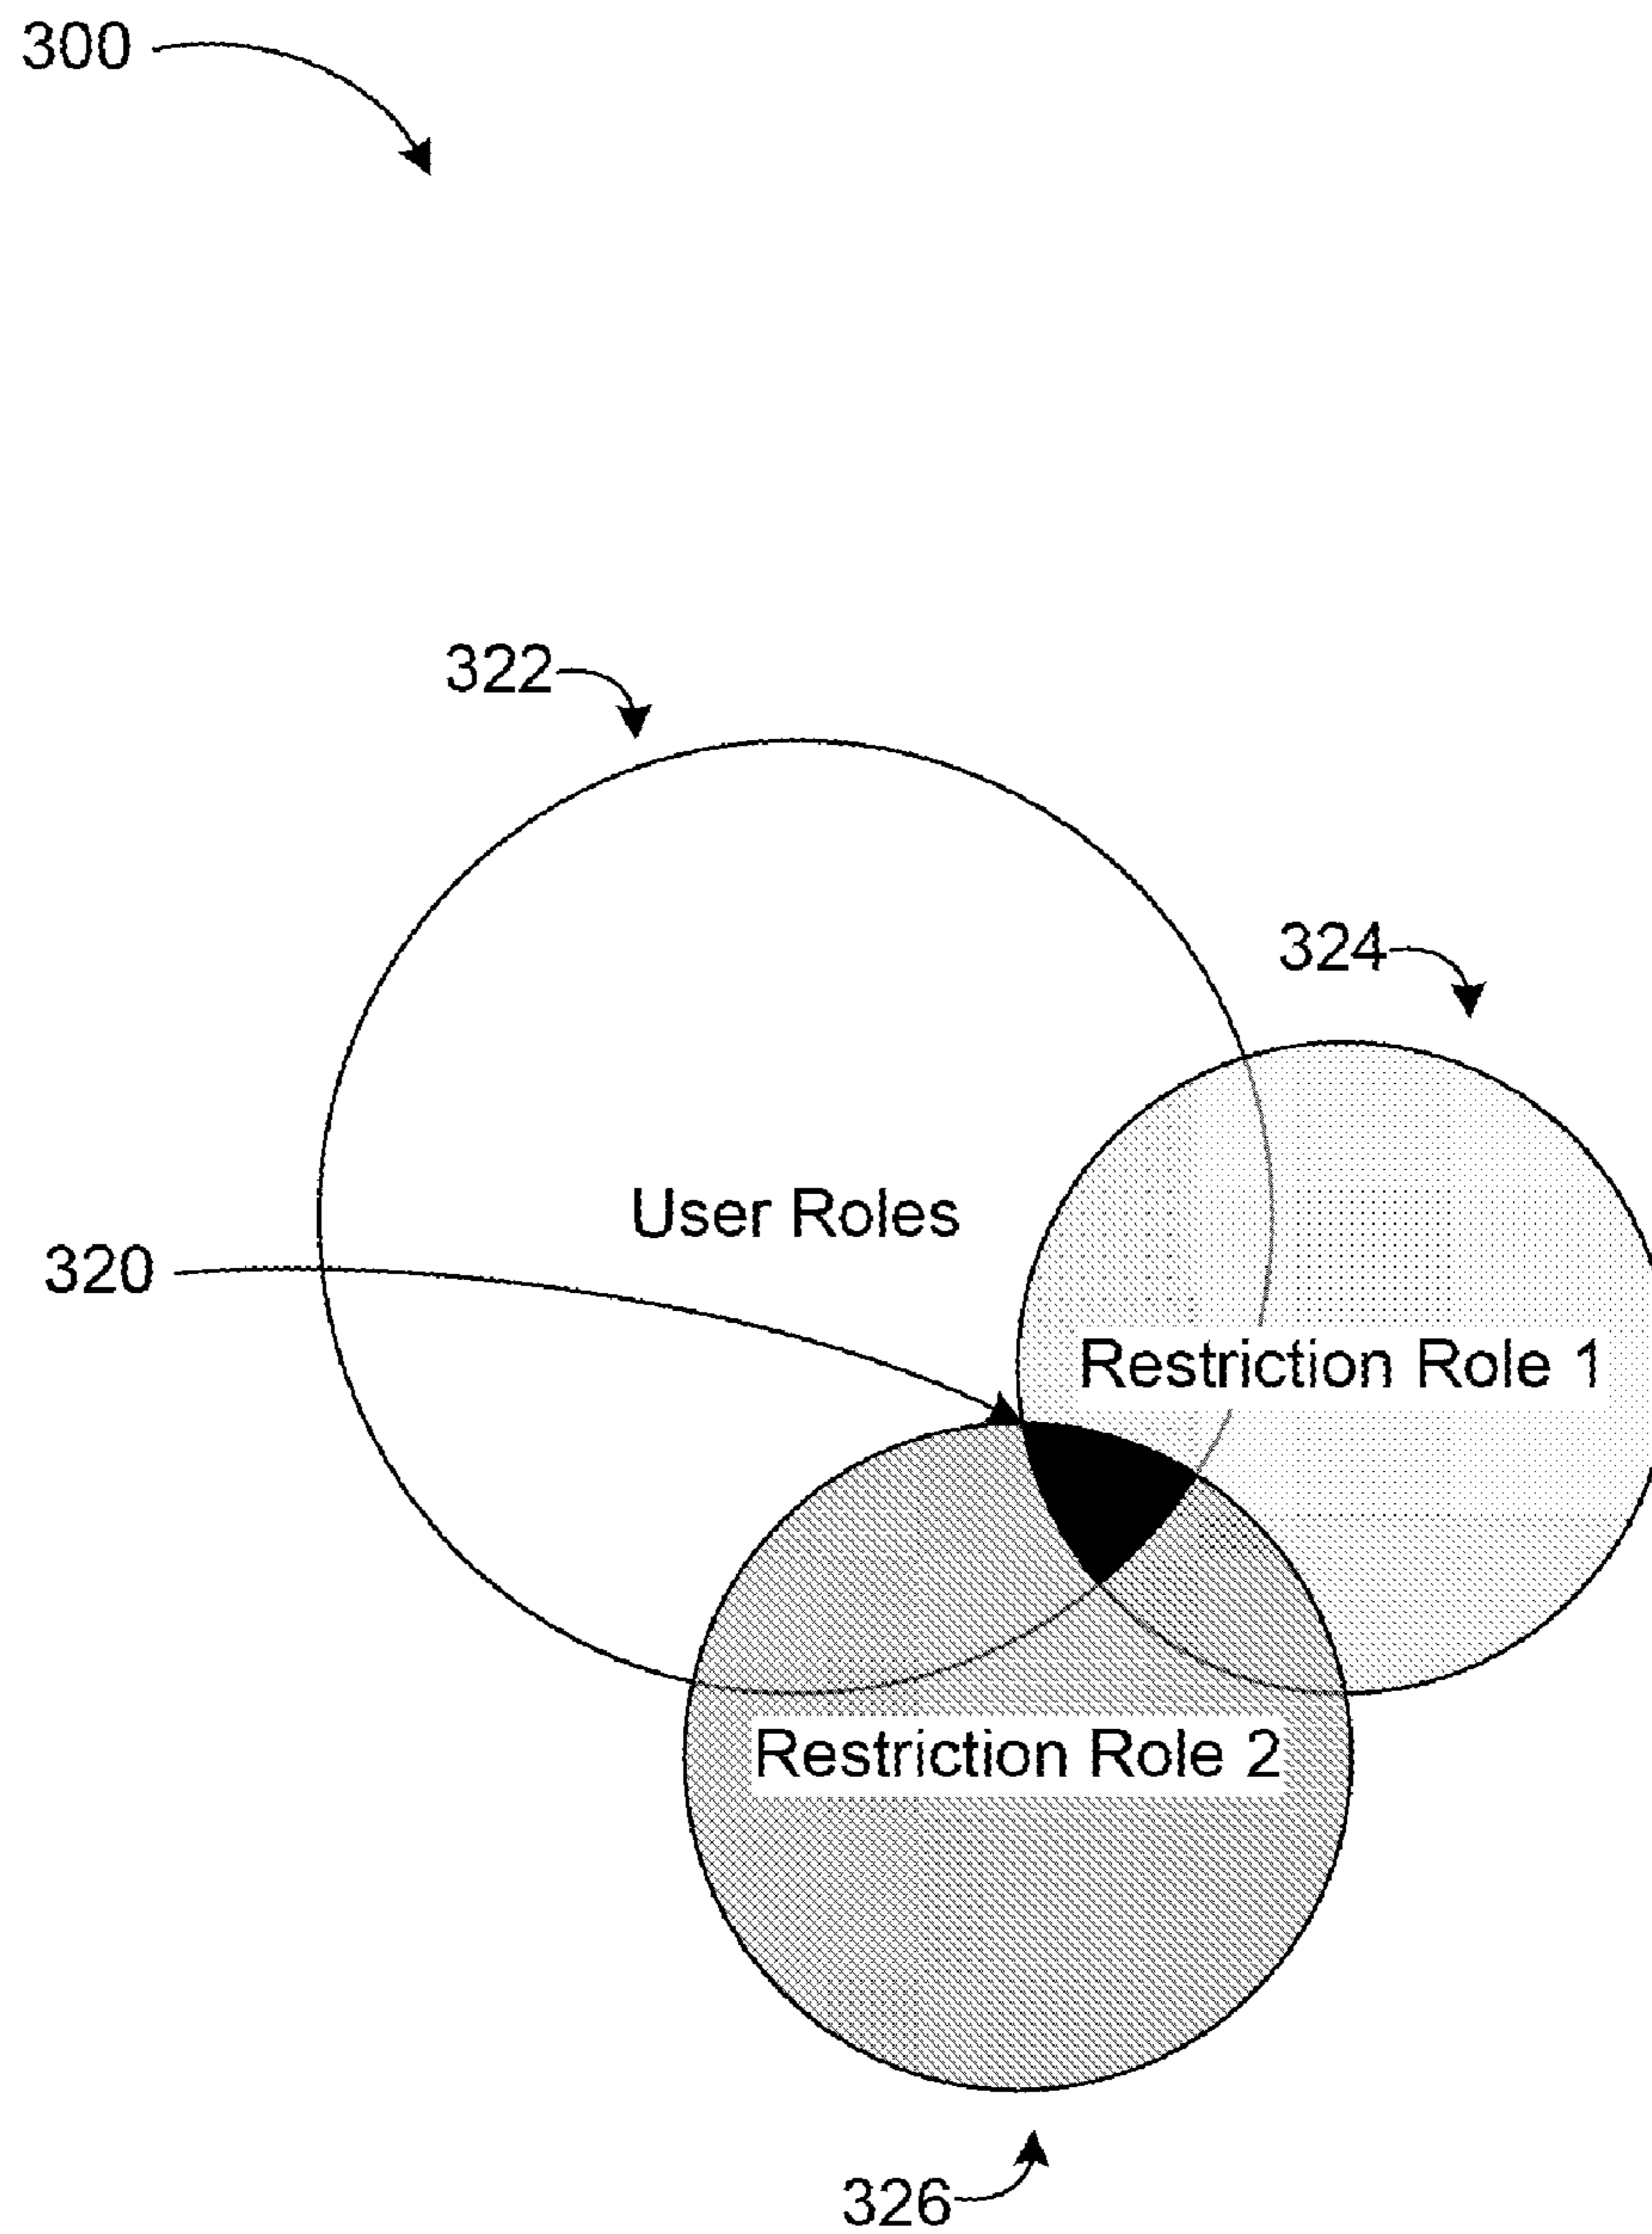 300
322
324
User Roles
320
Restriction Role 1
Restriction Role 2
326